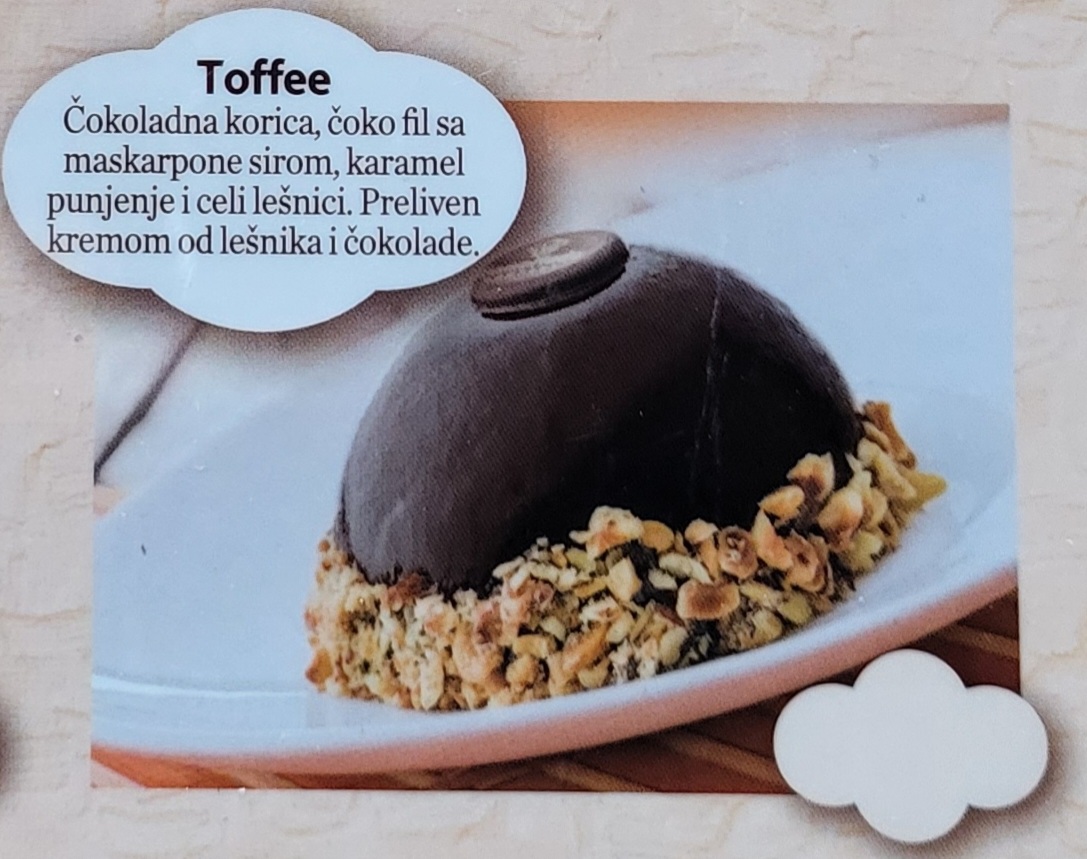 Toffee
Čokoladna korica, čoko fil sa
maskarpone sirom, karamel
punjenje i celi lešnici. Preliven
kremom od lešnika i čokolade.